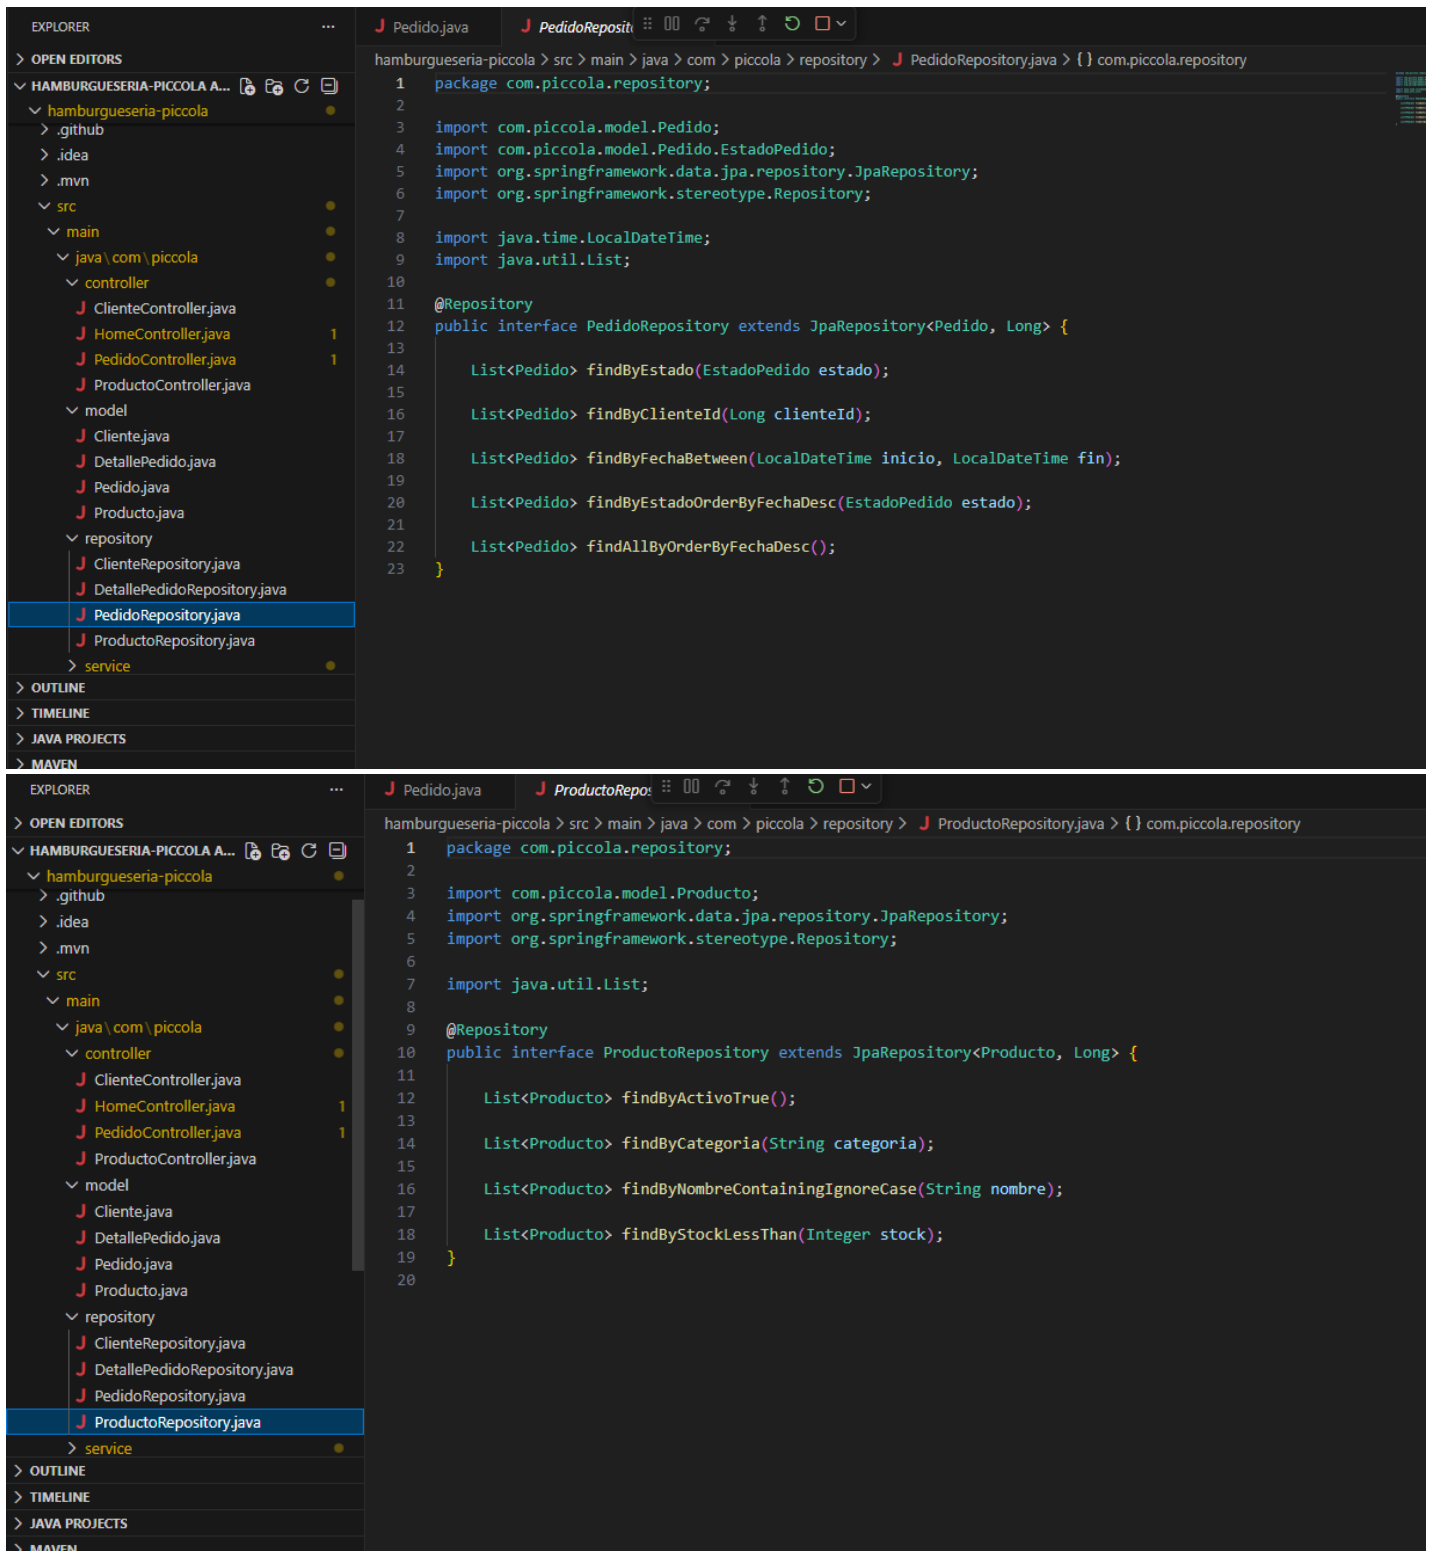 EXPLORER
OPEN EDITORS
HAMBURGUESERIA-PICCOLA A...
hamburgueseria-piccola
.github
.idea
.mvn
src
main
java\com\piccola
controller
ClienteController.java
HomeController.java 1
PedidoController.java 1
ProductoController.java
model
Cliente.java
DetallePedido.java
Pedido.java
Producto.java
repository
ClienteRepository.java
DetallePedidoRepository.java
PedidoRepository.java
ProductoRepository.java
service
OUTLINE
TIMELINE
JAVA PROJECTS
MAVEN
Pedido.java PedidoReposit
hamburgueseria-piccola > src > main > java > com > piccola > repository > PedidoRepository.java > {} com.piccola.repository
1 package com.piccola.repository;
2
3 import com.piccola.model.Pedido;
4 import com.piccola.model.Pedido.EstadoPedido;
5 import org.springframework.data.jpa.repository.JpaRepository;
6 import org.springframework.stereotype.Repository;
7
8 import java.time.LocalDateTime;
9 import java.util.List;
10
11 @Repository
12 public interface PedidoRepository extends JpaRepository<Pedido, Long> {
13
14 List<Pedido> findByEstado(EstadoPedido estado);
15
16 List<Pedido> findByClienteId(Long clienteId);
17
18 List<Pedido> findByFechaBetween(LocalDateTime inicio, LocalDateTime fin);
19
20 List<Pedido> findByEstadoOrderByFechaDesc(EstadoPedido estado);
21
22 List<Pedido> findAllByOrderByFechaDesc();
23 }
EXPLORER
OPEN EDITORS
HAMBURGUESERIA-PICCOLA A...
hamburgueseria-piccola
.github
.idea
.mvn
src
main
java\com\piccola
controller
ClienteController.java
HomeController.java 1
PedidoController.java 1
ProductoController.java
model
Cliente.java
DetallePedido.java
Pedido.java
Producto.java
repository
ClienteRepository.java
DetallePedidoRepository.java
PedidoRepository.java
ProductoRepository.java
service
OUTLINE
TIMELINE
JAVA PROJECTS
MAVEN
Pedido.java ProductoRepos
hamburgueseria-piccola > src > main > java > com > piccola > repository > ProductoRepository.java > {} com.piccola.repository
1 package com.piccola.repository;
2
3 import com.piccola.model.Producto;
4 import org.springframework.data.jpa.repository.JpaRepository;
5 import org.springframework.stereotype.Repository;
6
7 import java.util.List;
8
9 @Repository
10 public interface ProductoRepository extends JpaRepository<Producto, Long> {
11
12 List<Producto> findByActivoTrue();
13
14 List<Producto> findByCategoria(String categoria);
15
16 List<Producto> findByNombreContainingIgnoreCase(String nombre);
17
18 List<Producto> findByStockLessThan(Integer stock);
19 }
20